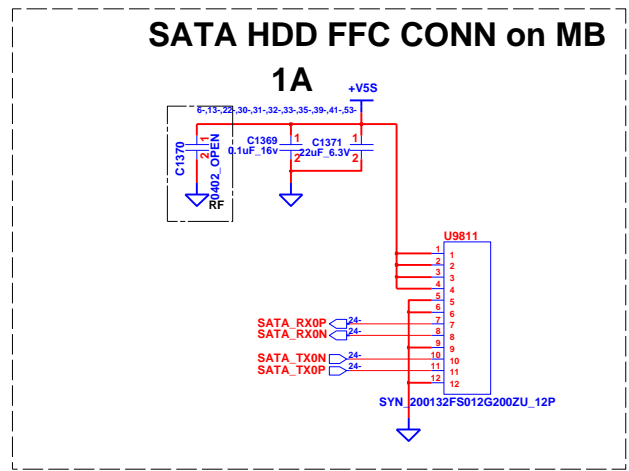 SATA HDD FFC CONN on MB
1A
+V5S
6-,13-,22-,30-,31-,32-,33-,35-,39-,41-,53-
C1370
1
2
0402_OPEN
RF
C1369
0.1uF_16v
1
2
C1371
22uF_6.3V
1
2
U9811
1 1
2 2
3 3
4 4
5 5
6 6
SATA_RX0P 24- 7 7
SATA_RX0N 24- 8 8
9 9
SATA_TX0N 24- 10 10
SATA_TX0P 24- 11 11
12 12
SYN_200132FS012G200ZU_12P